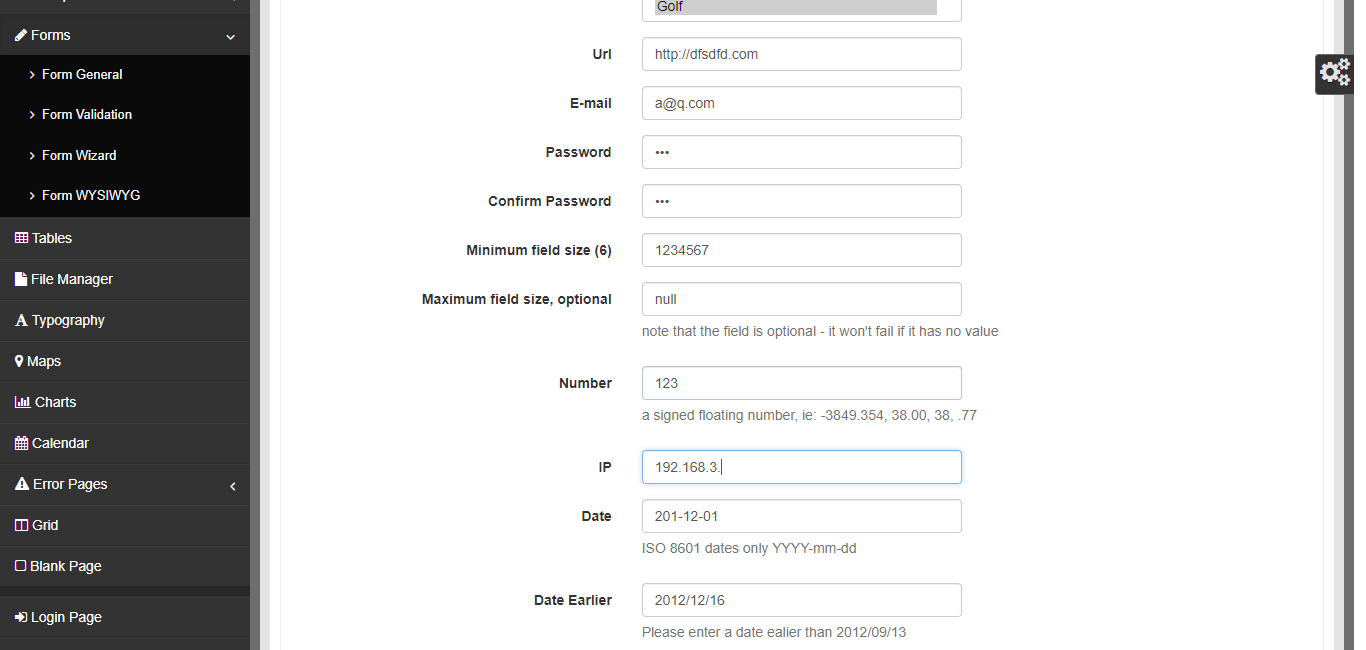 Forms
Form General
Form Validation
Form Wizard
Form WYSIWYG
Tables
File Manager
Typography
Maps
Charts
Calendar
Error Pages
Grid
Blank Page
Login Page
Golf
Url http://dfsdfd.com
E-mail a@q.com
Password •••
Confirm Password •••
Minimum field size (6) 1234567
Maximum field size, optional null
note that the field is optional - it won't fail if it has no value
Number 123
a signed floating number, ie: -3849.354, 38.00, 38, .77
IP 192.168.3.
Date 201-12-01
ISO 8601 dates only YYYY-mm-dd
Date Earlier 2012/12/16
Please enter a date ealier than 2012/09/13